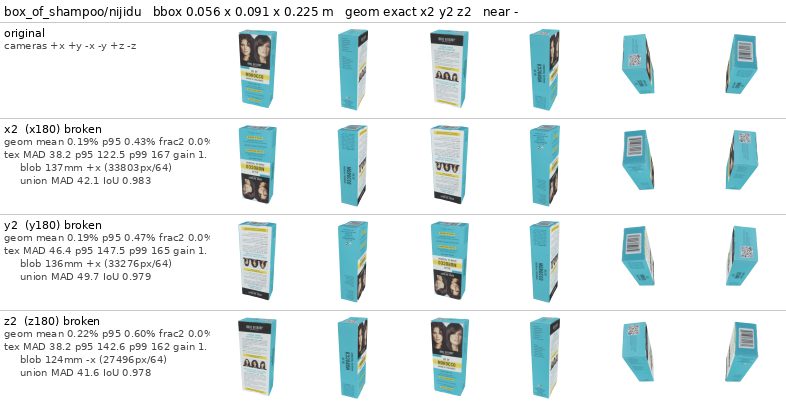 box_of_shampoo/nijidu bbox 0.056 x 0.091 x 0.225 m geom exact x2 y2 z2 near -
original
cameras +x +y -x -y +z -z
x2 (x180) broken
geom mean 0.19% p95 0.43% frac2 0.0%
tex MAD 38.2 p95 122.5 p99 167 gain 1.
blob 137mm +x (33803px/64)
union MAD 42.1 IoU 0.983
y2 (y180) broken
geom mean 0.19% p95 0.47% frac2 0.0%
tex MAD 46.4 p95 147.5 p99 165 gain 1.
blob 136mm +x (33276px/64)
union MAD 49.7 IoU 0.979
z2 (z180) broken
geom mean 0.22% p95 0.60% frac2 0.0%
tex MAD 38.2 p95 142.6 p99 162 gain 1.
blob 124mm -x (27496px/64)
union MAD 41.6 IoU 0.978
MOROCCO